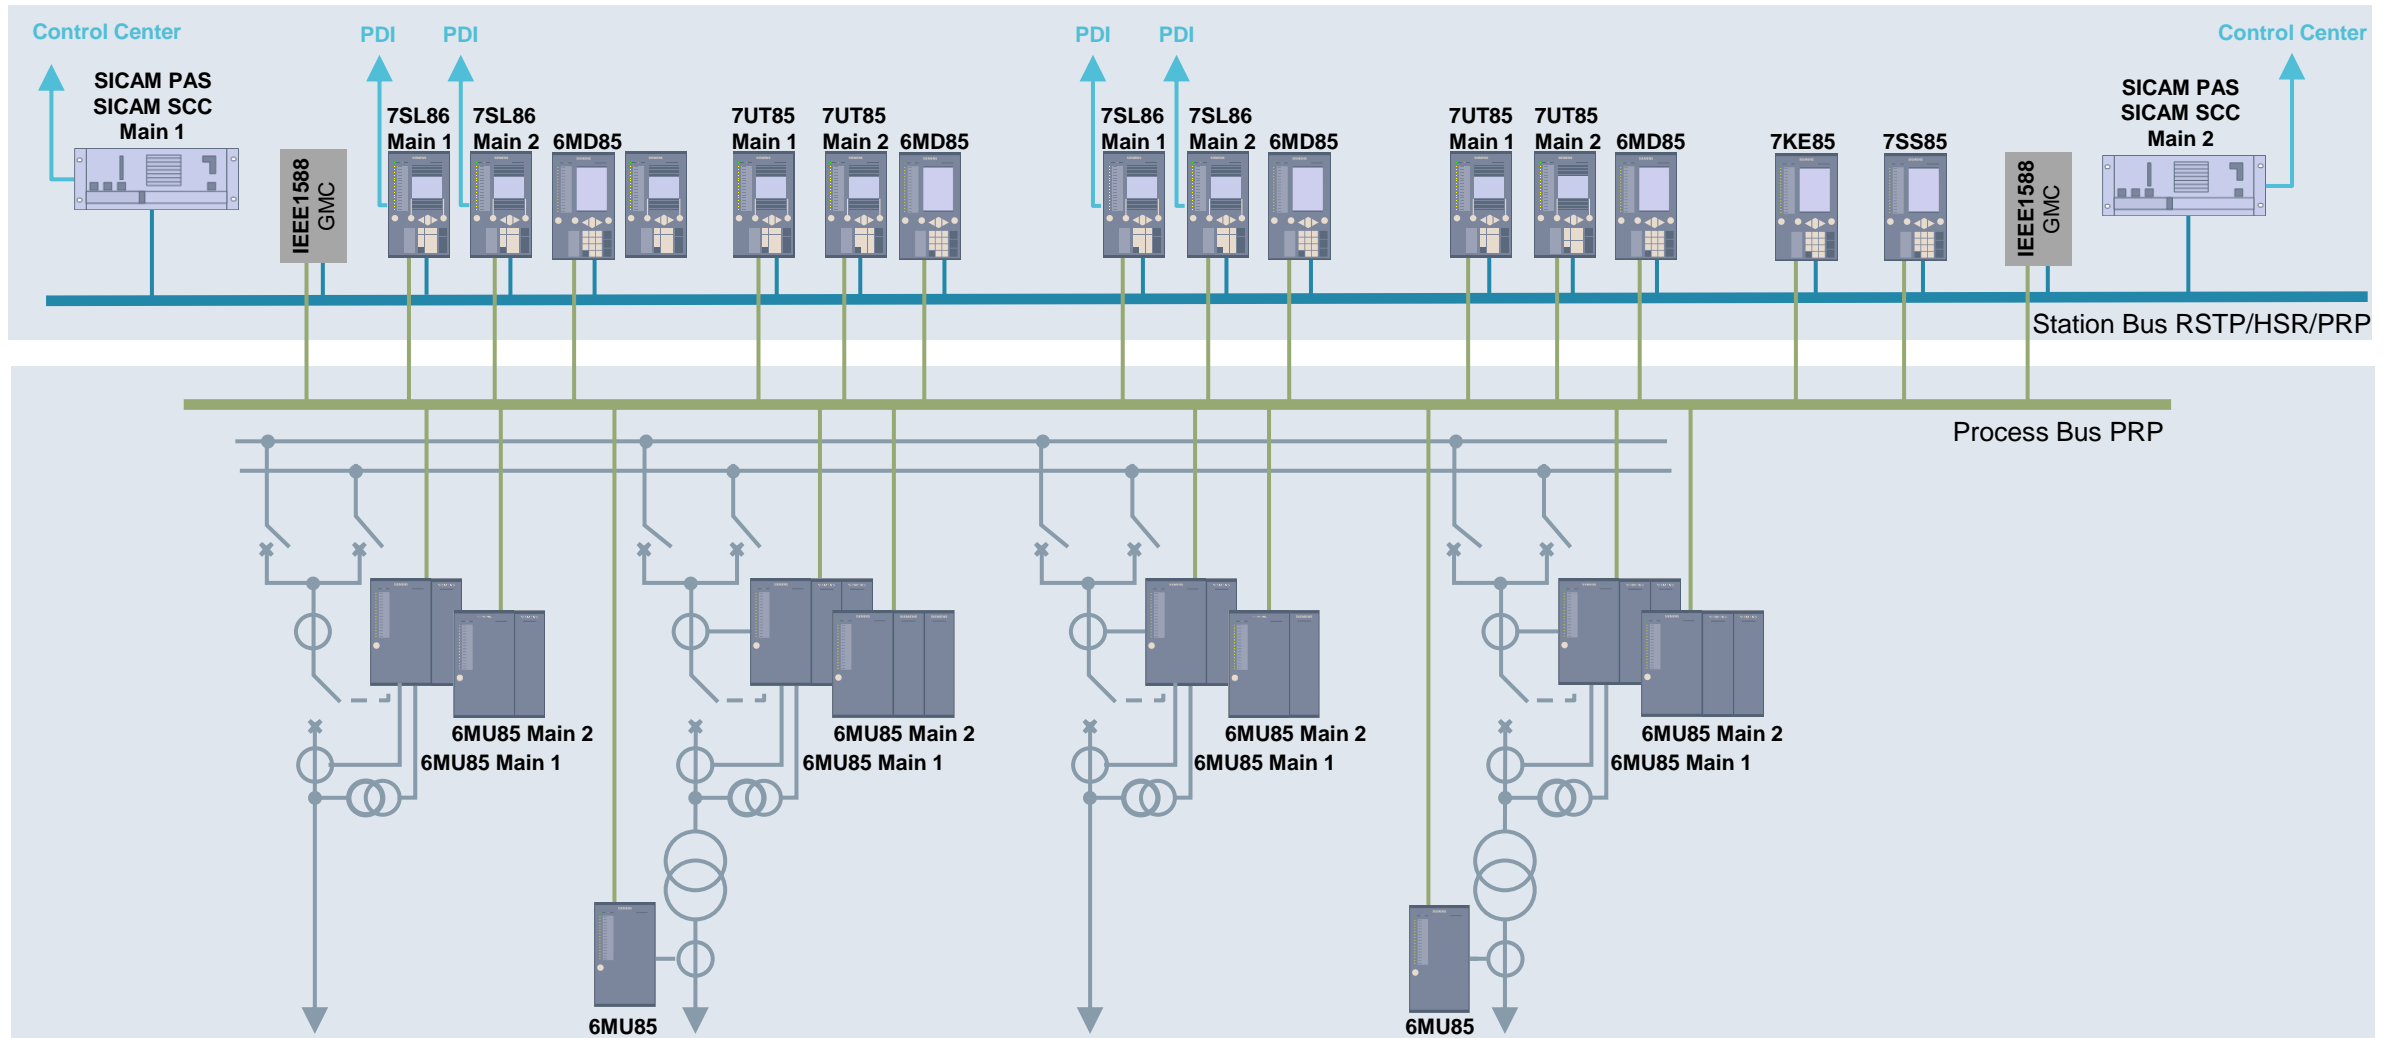 Control Center
PDI
PDI
PDI
PDI
Control Center
SICAM PAS
SICAM SCC
Main 1
IEEE1588
GMC
7SL86
Main 1
7SL86
Main 2
6MD85
7UT85
Main 1
7UT85
Main 2
6MD85
7SL86
Main 1
7SL86
Main 2
6MD85
7UT85
Main 1
7UT85
Main 2
6MD85
7KE85
7SS85
IEEE1588
GMC
SICAM PAS
SICAM SCC
Main 2
Station Bus RSTP/HSR/PRP
Process Bus PRP
6MU85 Main 2
6MU85 Main 1
6MU85 Main 2
6MU85 Main 1
6MU85 Main 2
6MU85 Main 1
6MU85 Main 2
6MU85 Main 1
6MU85
6MU85